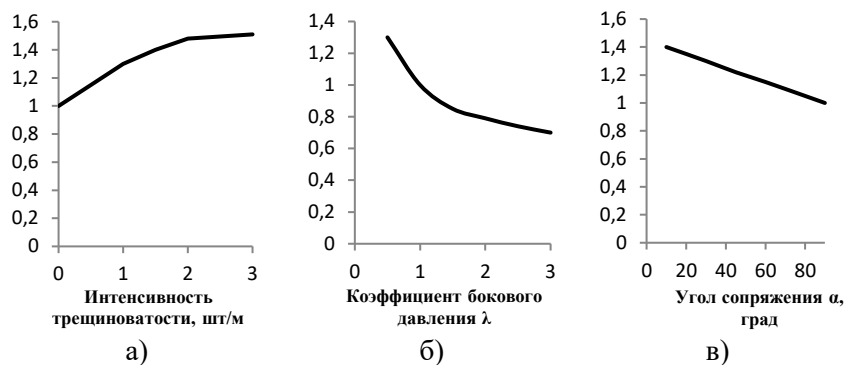 1,6
1,4
1,2
1
0,8
0,6
0,4
0,2
0
0 1 2 3
Интенсивность
трещиноватости, шт/м
а)
1,4
1,2
1
0,8
0,6
0,4
0,2
0
0 1 2 3
Коэффициент бокового
давления λ
б)
1,6
1,4
1,2
1
0,8
0,6
0,4
0,2
0
0 20 40 60 80
Угол сопряжения α,
град
в)